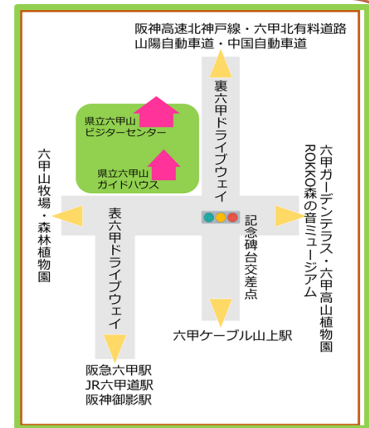 阪神高速北神戸線・六甲北有料道路
山陽自動車道・中国自動車道
裏六甲ドライブウェイ
県立六甲山
ビジターセンター
県立六甲山
ガイドハウス
六甲山牧場・森林植物園
表六甲ドライブウェイ
記念碑台交差点
六甲ガーデンテラス・六甲高山植物園
ROKKO森の音ミュージアム
六甲ケーブル山上駅
阪急六甲駅
JR六甲道駅
阪神御影駅